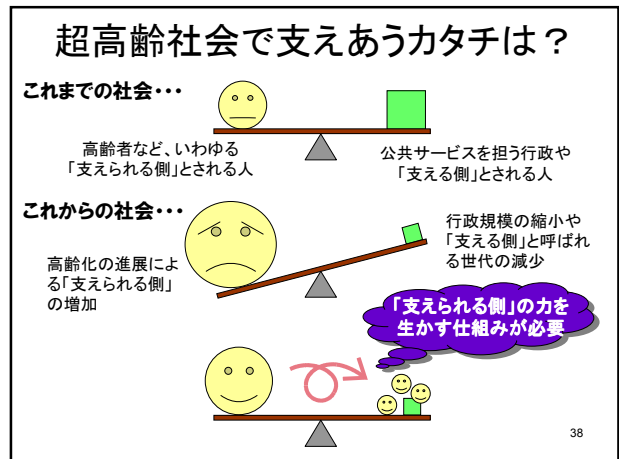 超高齢社会で支えあうカタチは？
これまでの社会・・・
高齢者など、いわゆる
「支えられる側」とされる人
公共サービスを担う行政や
「支える側」とされる人
これからの社会・・・
行政規模の縮小や
「支える側」と呼ばれ
る世代の減少
高齢化の進展によ
る「支えられる側」
の増加
「支えられる側」の力を
生かす仕組みが必要
38